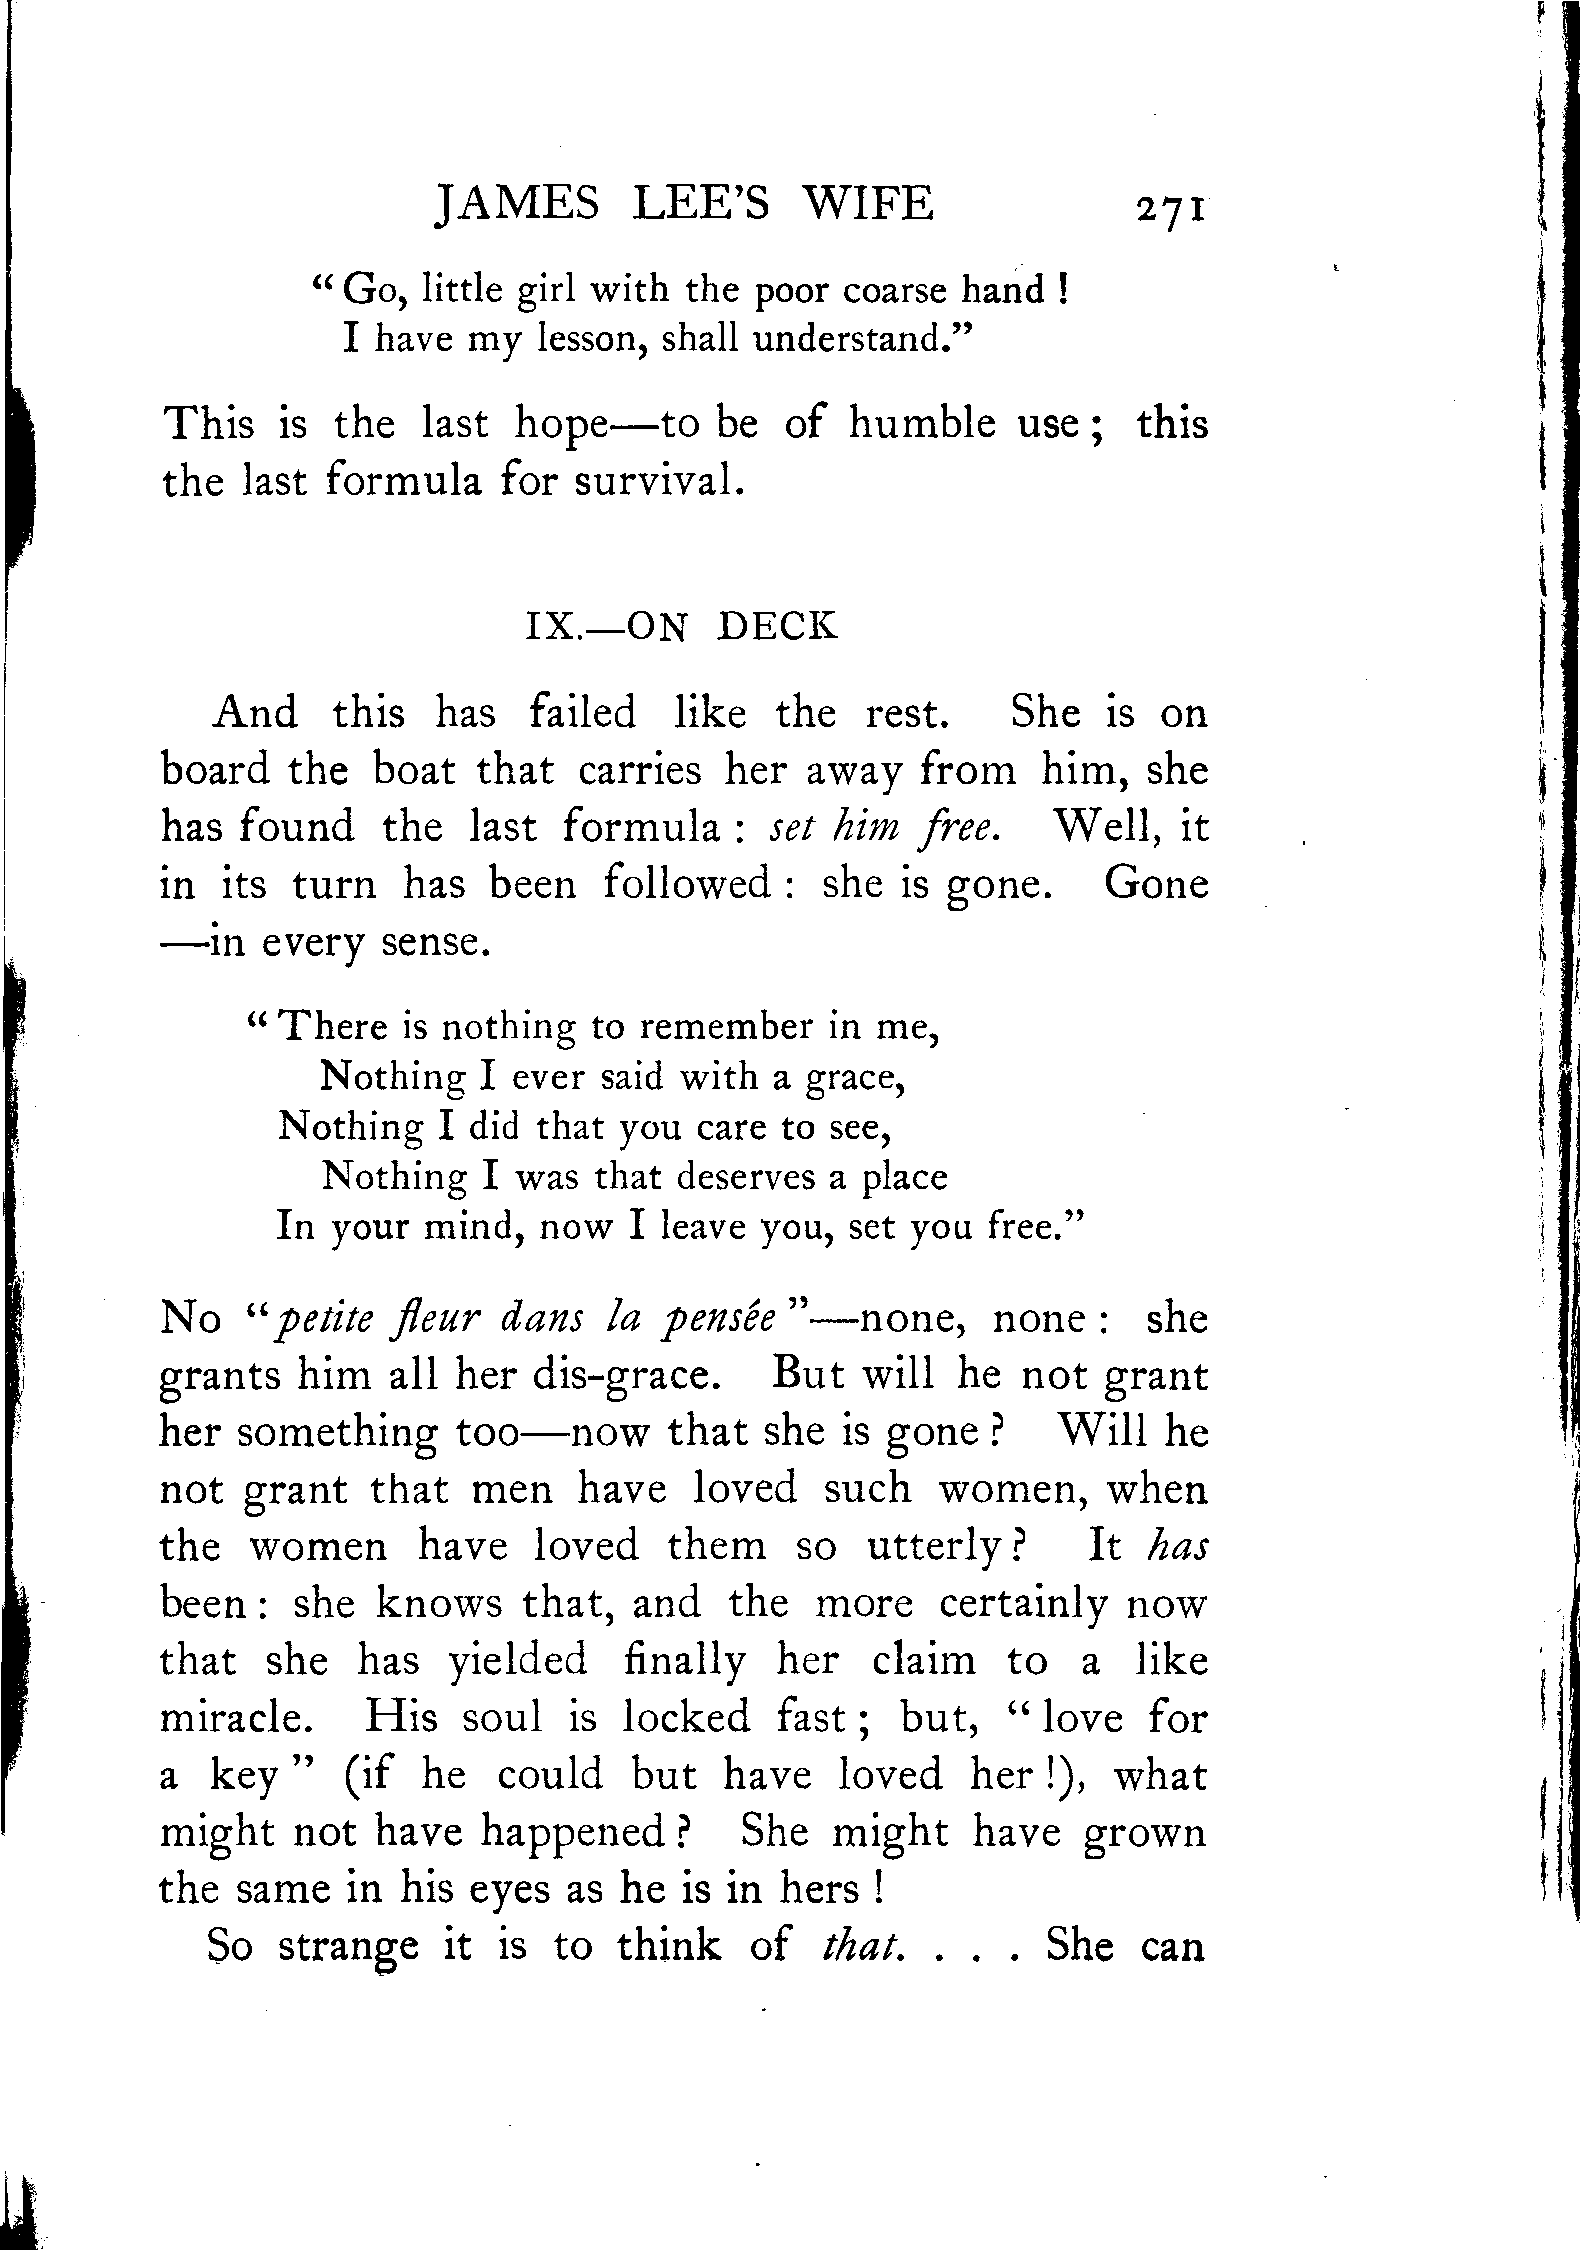 JAMES LEE'S WIFE 271
“Go, little girl with the poor coarse hand !
I have my lesson, shall understand.”
This is the last hope—to be of humble use ; this
the last formula for survival.
IX.—ON DECK
And this has failed like the rest. She is on
board the boat that carries her away from him, she
has found the last formula : set him free. Well, it
in its turn has been followed : she is gone. Gone
—in every sense.
“There is nothing to remember in me,
Nothing I ever said with a grace,
Nothing I did that you care to see,
Nothing I was that deserves a place
In your mind, now I leave you, set you free.”
No “petite fleur dans la pensée”—none, none : she
grants him all her dis-grace. But will he not grant
her something too—now that she is gone ? Will he
not grant that men have loved such women, when
the women have loved them so utterly ? It has
been : she knows that, and the more certainly now
that she has yielded finally her claim to a like
miracle. His soul is locked fast ; but, “love for
a key” (if he could but have loved her !), what
might not have happened ? She might have grown
the same in his eyes as he is in hers !
So strange it is to think of that. . . . She can